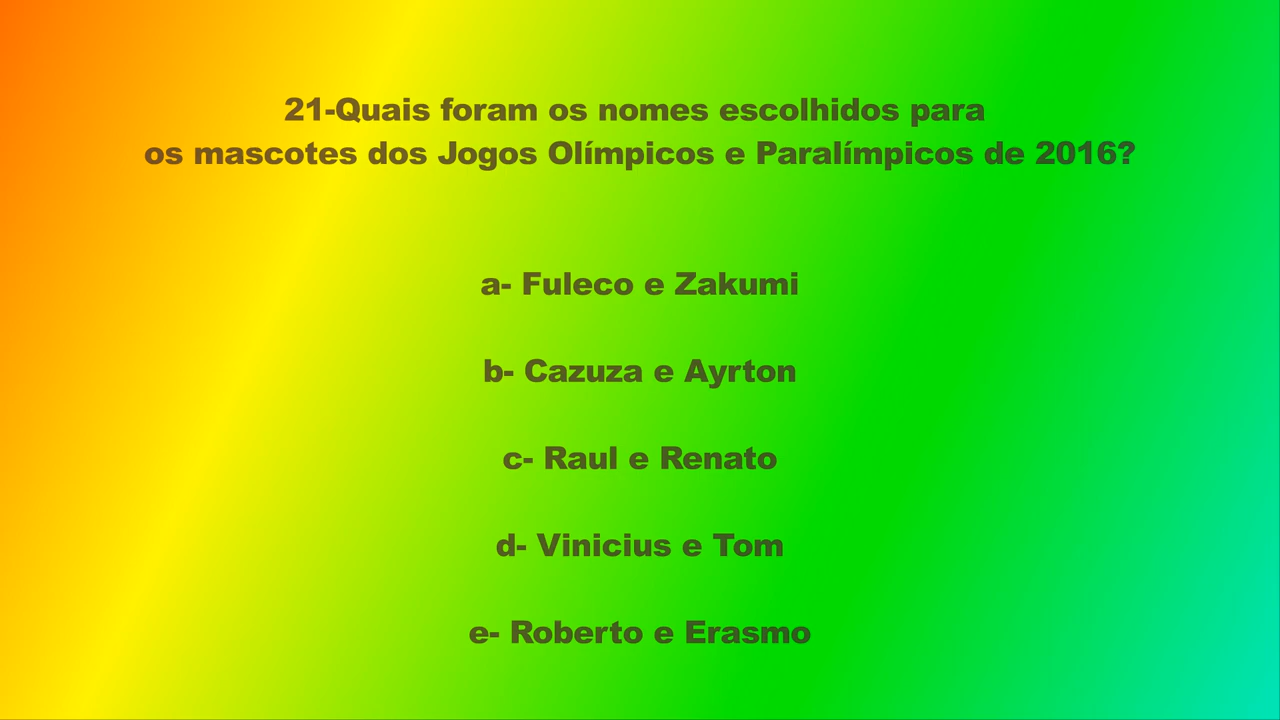 21-Quais foram os nomes escolhidos para
os mascotes dos Jogos Olímpicos e Paralímpicos de 2016?
a- Fuleco e Zakumi
b- Cazuza e Ayrton
c- Raul e Renato
d- Vinicius e Tom
e- Roberto e Erasmo